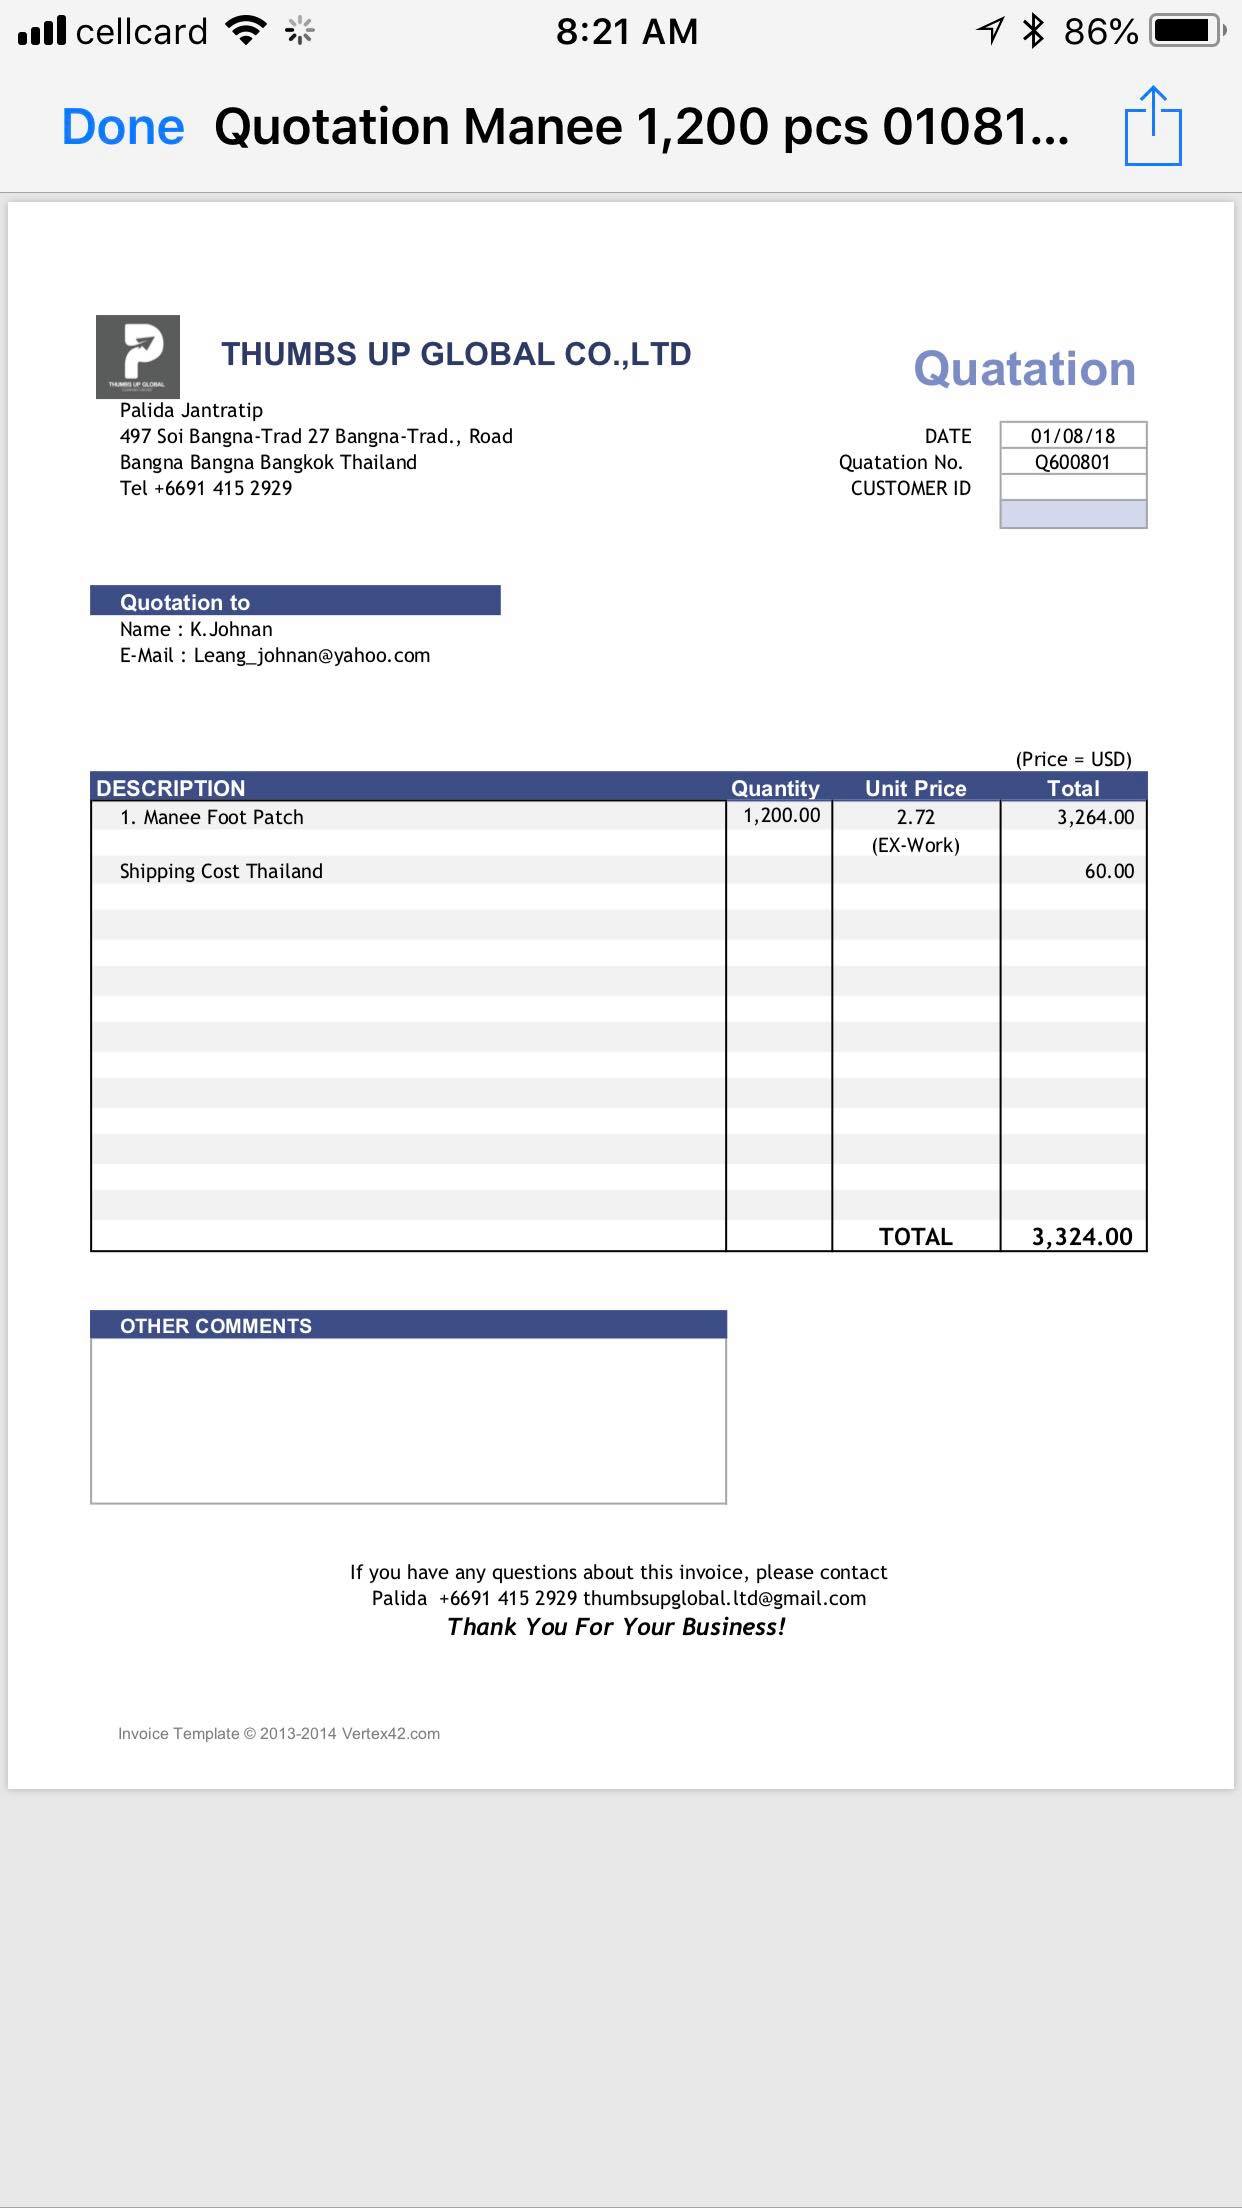 cellcard
8:21 AM
86%
Done
Quotation Manee 1,200 pcs 01081...
THUMBS UP GLOBAL
THUMBS UP GLOBAL CO.,LTD
Quatation
Palida Jantratip
497 Soi Bangna-Trad 27 Bangna-Trad., Road
Bangna Bangna Bangkok Thailand
Tel +6691 415 2929
DATE 01/08/18
Quatation No. Q600801
CUSTOMER ID
Quotation to
Name : K.Johnan
E-Mail : Leang_johnan@yahoo.com
(Price = USD)
DESCRIPTION Quantity Unit Price Total
1. Manee Foot Patch 1,200.00 2.72 3,264.00
(EX-Work)
Shipping Cost Thailand 60.00
TOTAL 3,324.00
OTHER COMMENTS
If you have any questions about this invoice, please contact
Palida +6691 415 2929 thumbsupglobal.ltd@gmail.com
Thank You For Your Business!
Invoice Template © 2013-2014 Vertex42.com